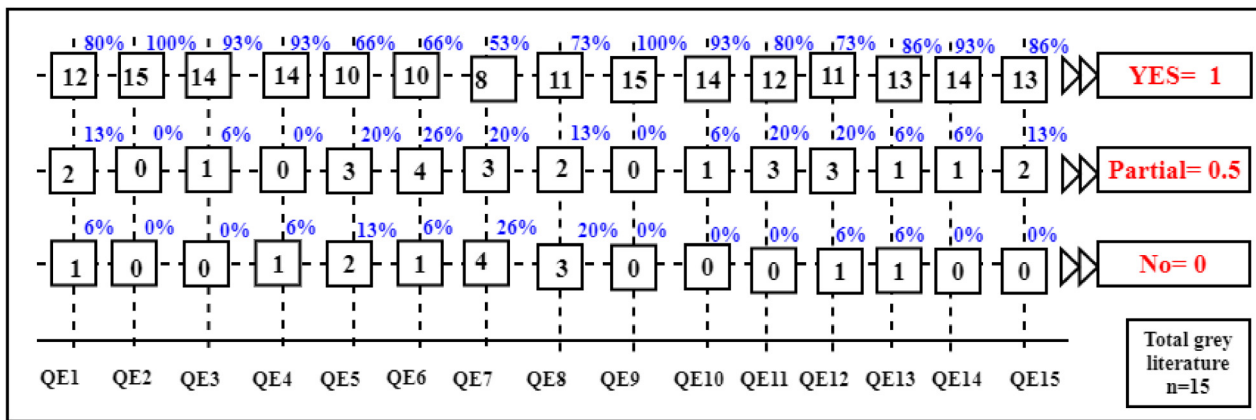 80% 100% 93% 93% 66% 66% 53% 73% 100% 93% 80% 73% 86% 93% 86%
12 15 14 14 10 10 8 11 15 14 12 11 13 14 13 YES= 1
13% 0% 6% 0% 20% 26% 20% 13% 0% 6% 20% 20% 6% 6% 13%
2 0 1 0 3 4 3 2 0 1 3 3 1 1 2 Partial= 0.5
6% 0% 0% 6% 13% 6% 26% 20% 0% 0% 0% 6% 6% 0% 0%
1 0 0 1 2 1 4 3 0 0 0 1 1 0 0 No= 0
QE1 QE2 QE3 QE4 QE5 QE6 QE7 QE8 QE9 QE10 QE11 QE12 QE13 QE14 QE15
Total grey
literature
n=15